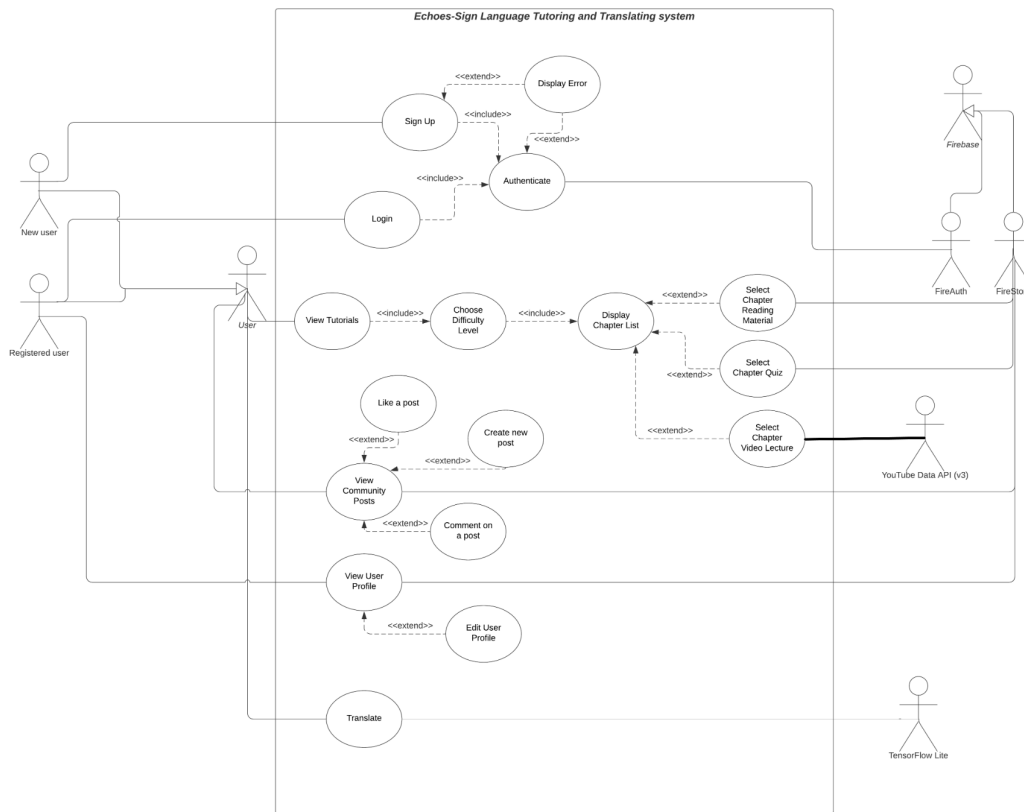 Echoes-Sign Language Tutoring and Translating system
<<extend>>
Display Error
Sign Up
<<include>>
<<extend>>
Firebase
<<include>>
Authenticate
Login
New user
FireAuth
FireSto
User
View Tutorials
<<include>>
Choose
Difficulty
Level
<<include>>
Display
Chapter List
<<extend>>
Select
Chapter
Reading
Material
Registered user
<<extend>>
Select
Chapter Quiz
Like a post
<<extend>>
Create new
post
<<extend>>
<<extend>>
Select
Chapter
Video Lecture
YouTube Data API (v3)
View
Community
Posts
<<extend>>
Comment on
a post
View User
Profile
<<extend>>
Edit User
Profile
Translate
TensorFlow Lite